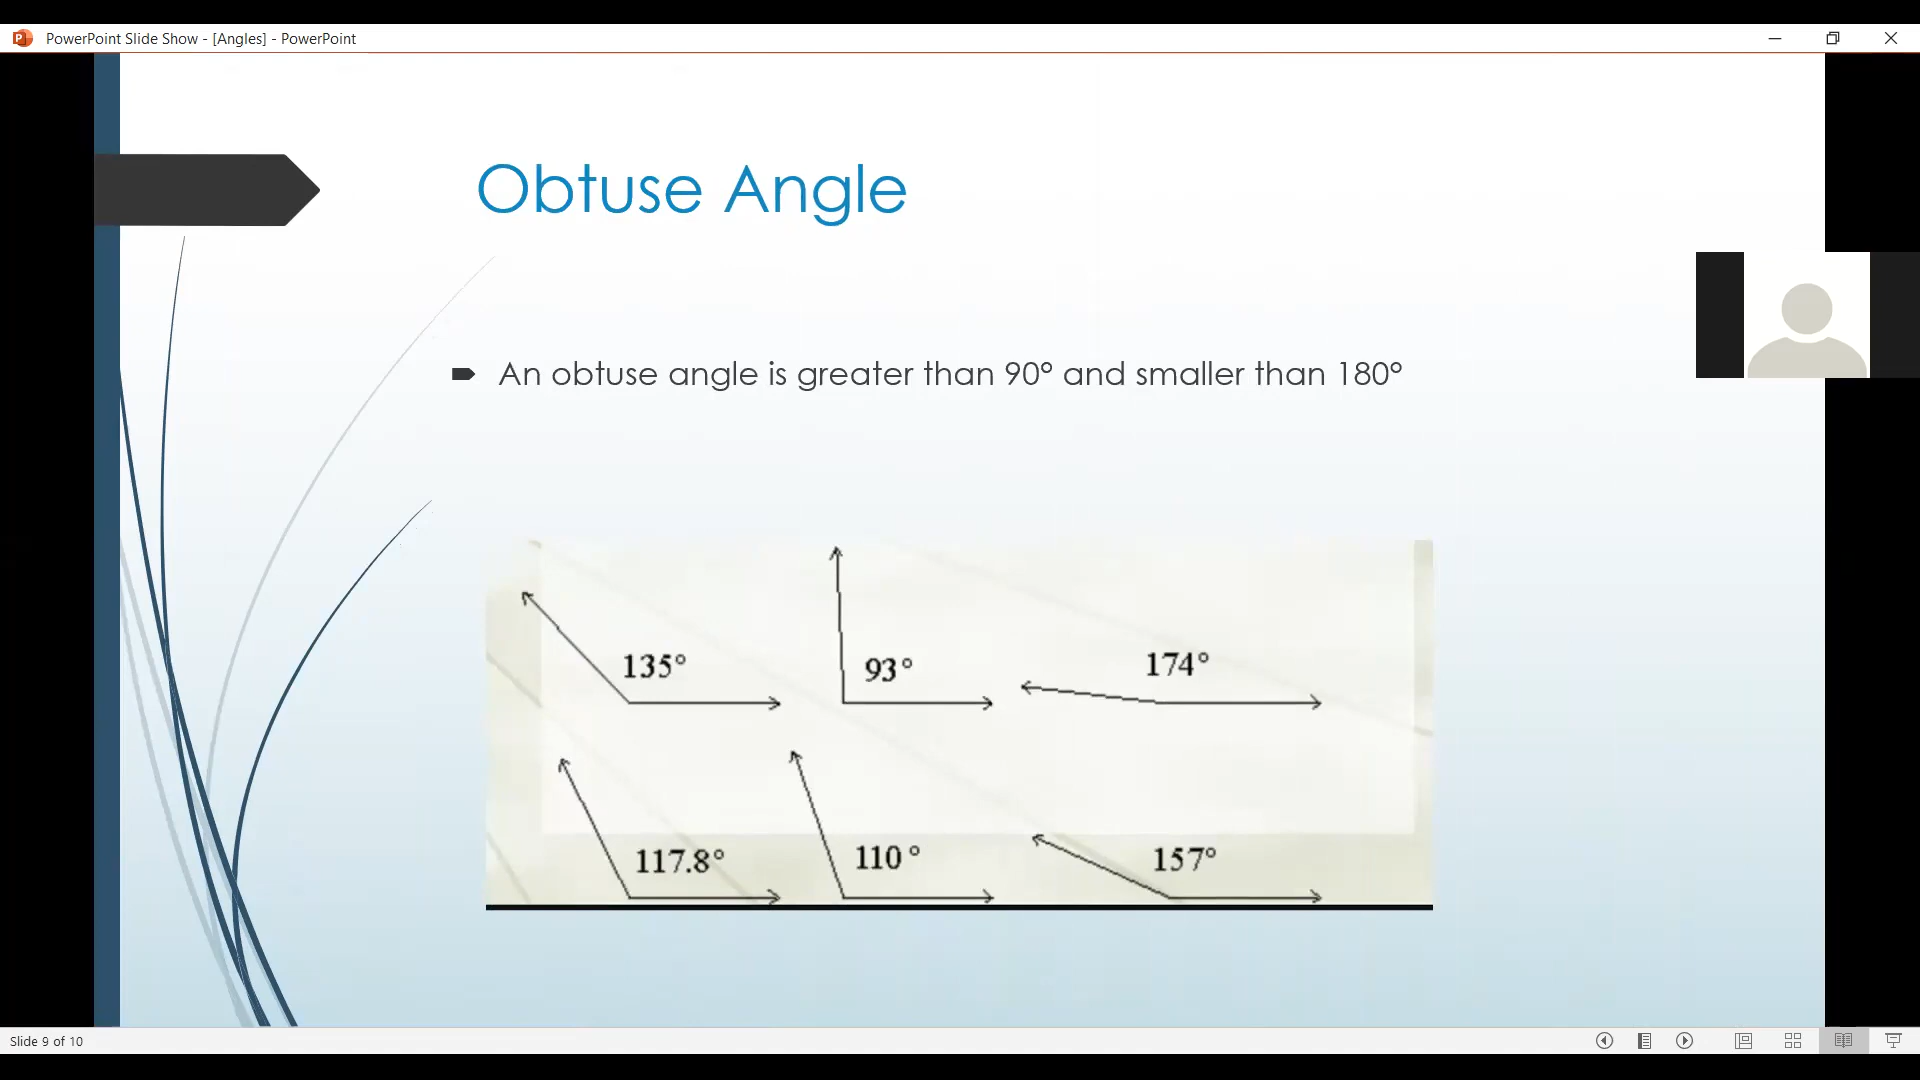 PowerPoint Slide Show - [Angles] - PowerPoint
Obtuse Angle
An obtuse angle is greater than 90° and smaller than 180°
135° 93° 174°
117.8° 110° 157°
Slide 9 of 10